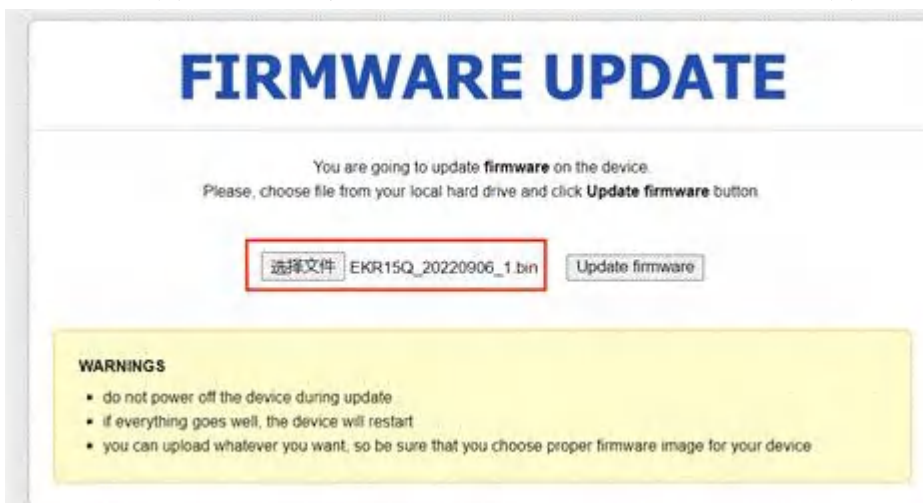 FIRMWARE UPDATE
You are going to update firmware on the device.
Please, choose file from your local hard drive and click Update firmware button
选择文件 EKR15Q_20220906_1.bin Update firmware
WARNINGS
• do not power off the device during update
• if everything goes well, the device will restart
• you can upload whatever you want, so be sure that you choose proper firmware image for your device